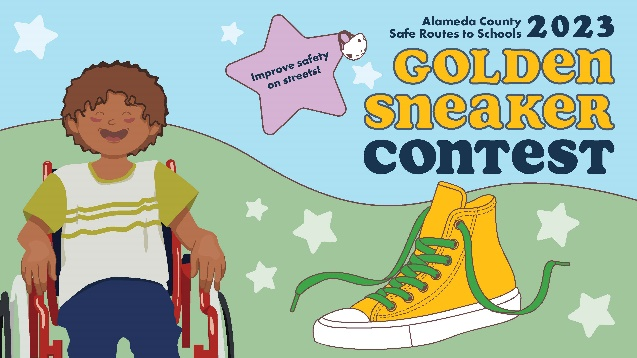 Alameda County
Safe Routes to Schools 2023
GOLDEN
SNEAKER
CONTEST
Improve safety
on streets!